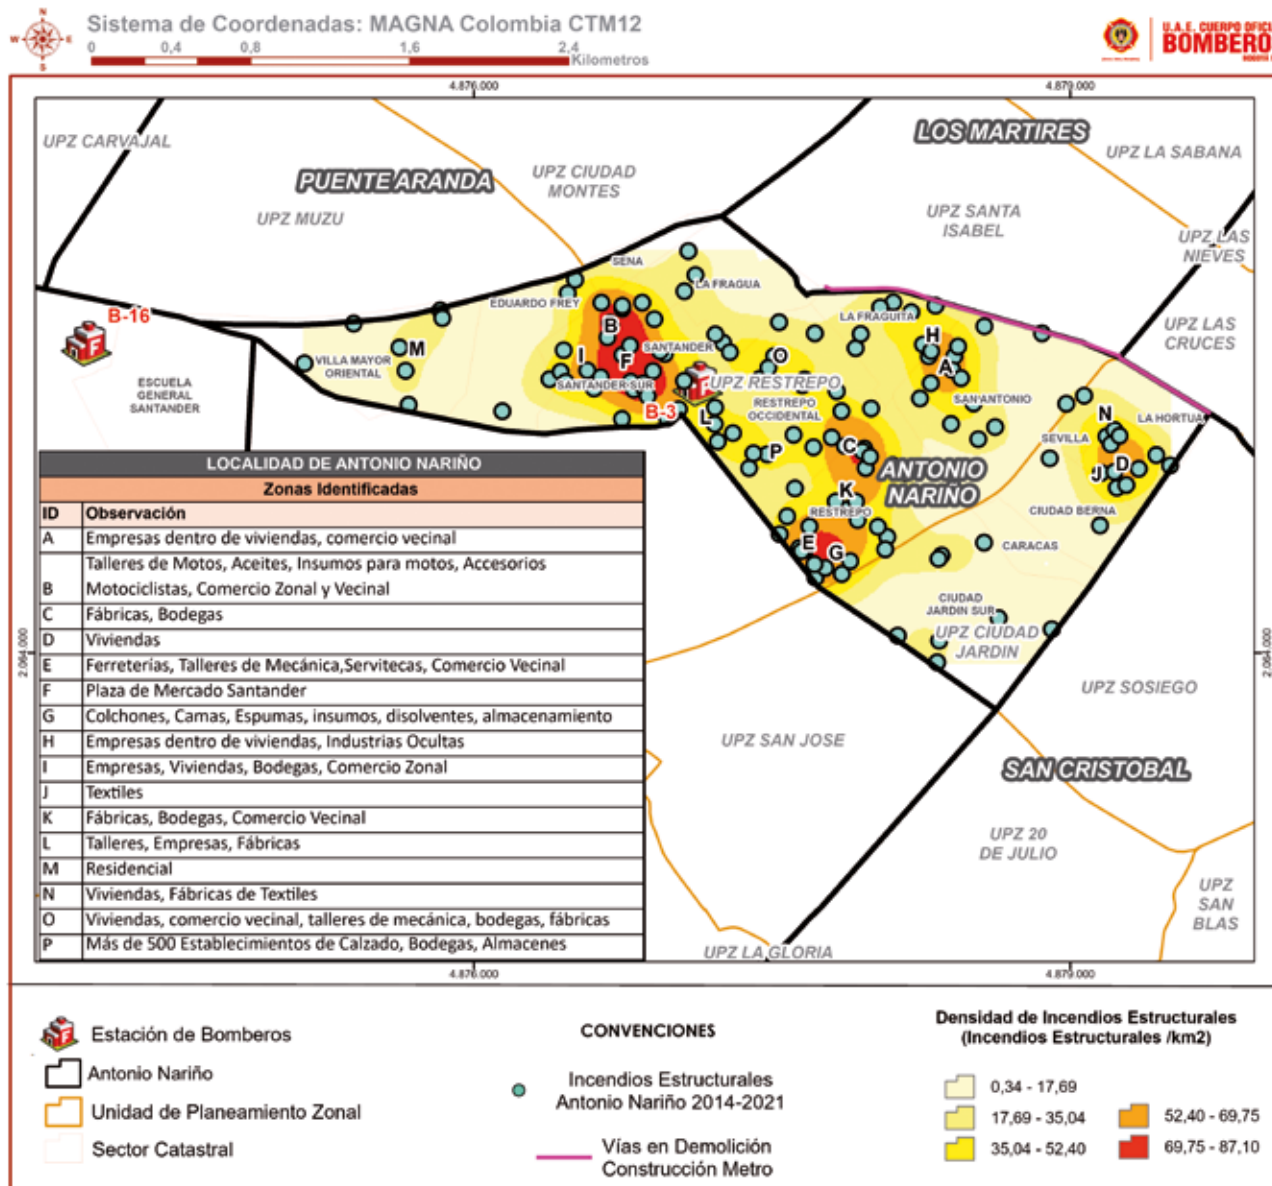 Sistema de Coordenadas: MAGNA Colombia CTM12
N
W E
S
0 0,4 0,8 1,6 2,4
Kilometros
U.A.E. CUERPO OFICI
BOMBERO
4.876.000 4.879.000
UPZ CARVAJAL
PUENTE ARANDA
UPZ CIUDAD
MONTES
UPZ MUZU
LOS MARTIRES
UPZ LA SABANA
UPZ SANTA
ISABEL
UPZ LAS
NIEVES
UPZ LAS
CRUCES
SENA
LA FRAGUA
EDUARDO FREY
LA FRAGUITA
B-16
B
H
M
VILLA MAYOR
ORIENTAL
I
F
SANTANDER
O
A
ESCUELA
GENERAL
SANTANDER
SANTANDER SUR
UPZ RESTREPO
B-3
L
RESTREPO
OCCIDENTAL
SAN ANTONIO
N
LA HORTUA
SEVILLA
C
P
ANTONIO
NARIÑO
J
D
K
RESTREPO
CIUDAD BERNA
E
G
CARACAS
CIUDAD
JARDIN SUR
UPZ CIUDAD
JARDIN
2.064.000 2.064.000
UPZ SOSIEGO
UPZ SAN JOSE
SAN CRISTOBAL
UPZ 20
DE JULIO
UPZ
SAN
BLAS
UPZ LA GLORIA
LOCALIDAD DE ANTONIO NARIÑO
Zonas Identificadas
ID Observación
A Empresas dentro de viviendas, comercio vecinal
Talleres de Motos, Aceites, Insumos para motos, Accesorios
B Motociclistas, Comercio Zonal y Vecinal
C Fábricas, Bodegas
D Viviendas
E Ferreterías, Talleres de Mecánica,Servitecas, Comercio Vecinal
F Plaza de Mercado Santander
G Colchones, Camas, Espumas, insumos, disolventes, almacenamiento
H Empresas dentro de viviendas, Industrias Ocultas
I Empresas, Viviendas, Bodegas, Comercio Zonal
J Textiles
K Fábricas, Bodegas, Comercio Vecinal
L Talleres, Empresas, Fábricas
M Residencial
N Viviendas, Fábricas de Textiles
O Viviendas, comercio vecinal, talleres de mecánica, bodegas, fábricas
P Más de 500 Establecimientos de Calzado, Bodegas, Almacenes
4.876.000 4.879.000
Estación de Bomberos
Antonio Nariño
Unidad de Planeamiento Zonal
Sector Catastral
CONVENCIONES
Incendios Estructurales
Antonio Nariño 2014-2021
Vías en Demolición
Construcción Metro
Densidad de Incendios Estructurales
(Incendios Estructurales /km2)
0,34 - 17,69
17,69 - 35,04
35,04 - 52,40
52,40 - 69,75
69,75 - 87,10